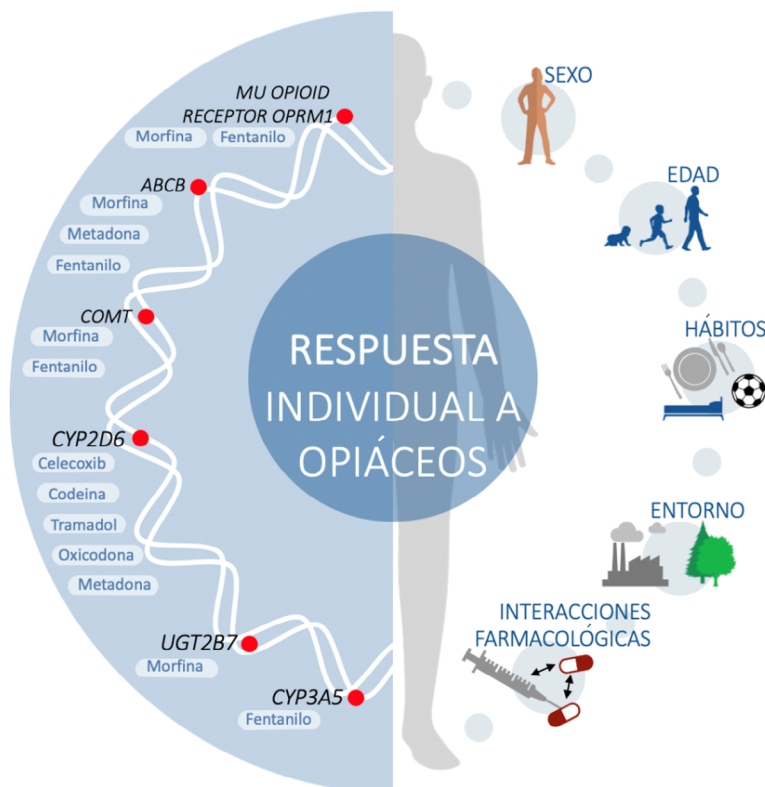 MU OPIOID
RECEPTOR OPRM1
Morfina
Fentanilo
ABCB
Morfina
Metadona
Fentanilo
COMT
Morfina
Fentanilo
CYP2D6
Celecoxib
Codeina
Tramadol
Oxicodona
Metadona
UGT2B7
Morfina
CYP3A5
Fentanilo
RESPUESTA
INDIVIDUAL A
OPIÁCEOS
SEXO
EDAD
HÁBITOS
ENTORNO
INTERACCIONES
FARMACOLÓGICAS